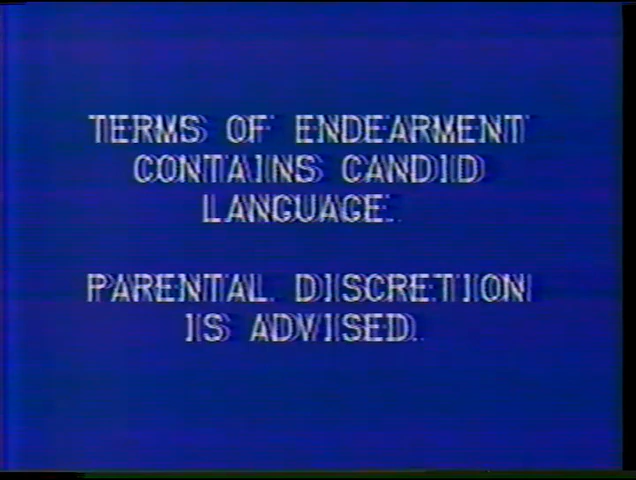 TERMS OF ENDEARMENT
CONTAINS CANDID
LANGUAGE.
PARENTAL DISCRETION
IS ADVISED.